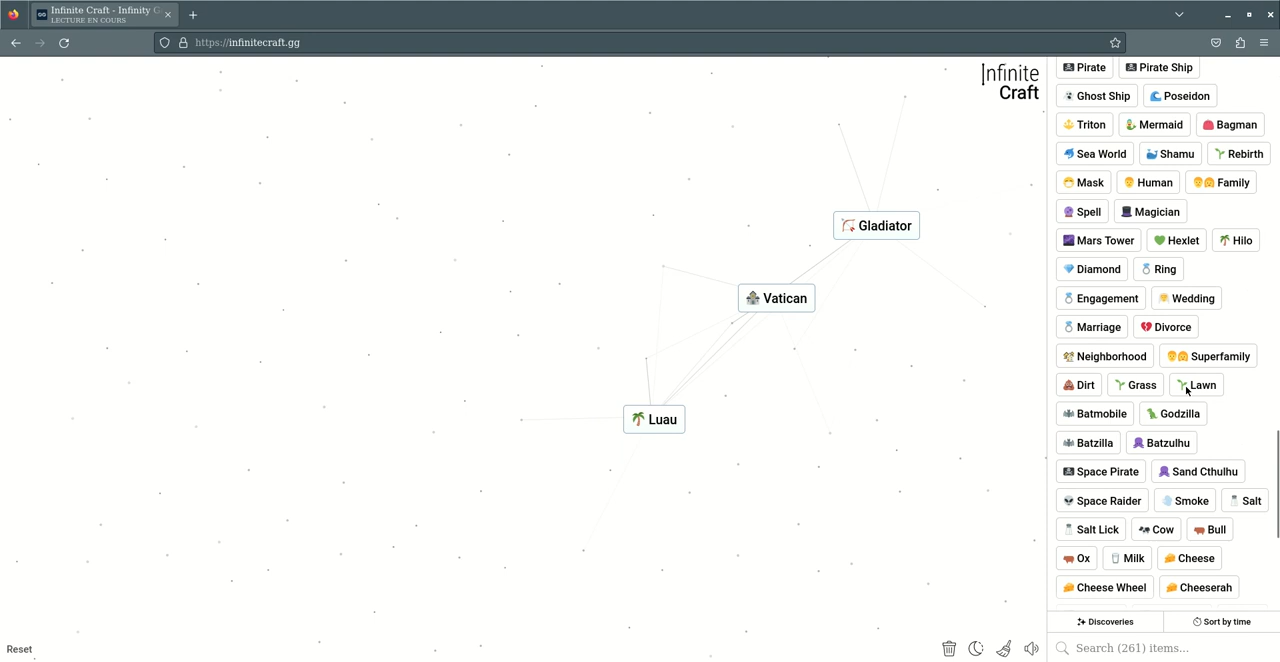 Infinite Craft - Infinity C
LECTURE EN COURS
https://infinitecraft.gg
Infinite
Craft
Gladiator
Vatican
Luau
Reset
Pirate
Pirate Ship
Ghost Ship
Poseidon
Triton
Mermaid
Bagman
Sea World
Shamu
Rebirth
Mask
Human
Family
Spell
Magician
Mars Tower
Hexlet
Hilo
Diamond
Ring
Engagement
Wedding
Marriage
Divorce
Neighborhood
Superfamily
Dirt
Grass
Lawn
Batmobile
Godzilla
Batzilla
Batzulhu
Space Pirate
Sand Cthulhu
Space Raider
Smoke
Salt
Salt Lick
Cow
Bull
Ox
Milk
Cheese
Cheese Wheel
Cheeserah
Discoveries
Sort by time
Search (261) items...